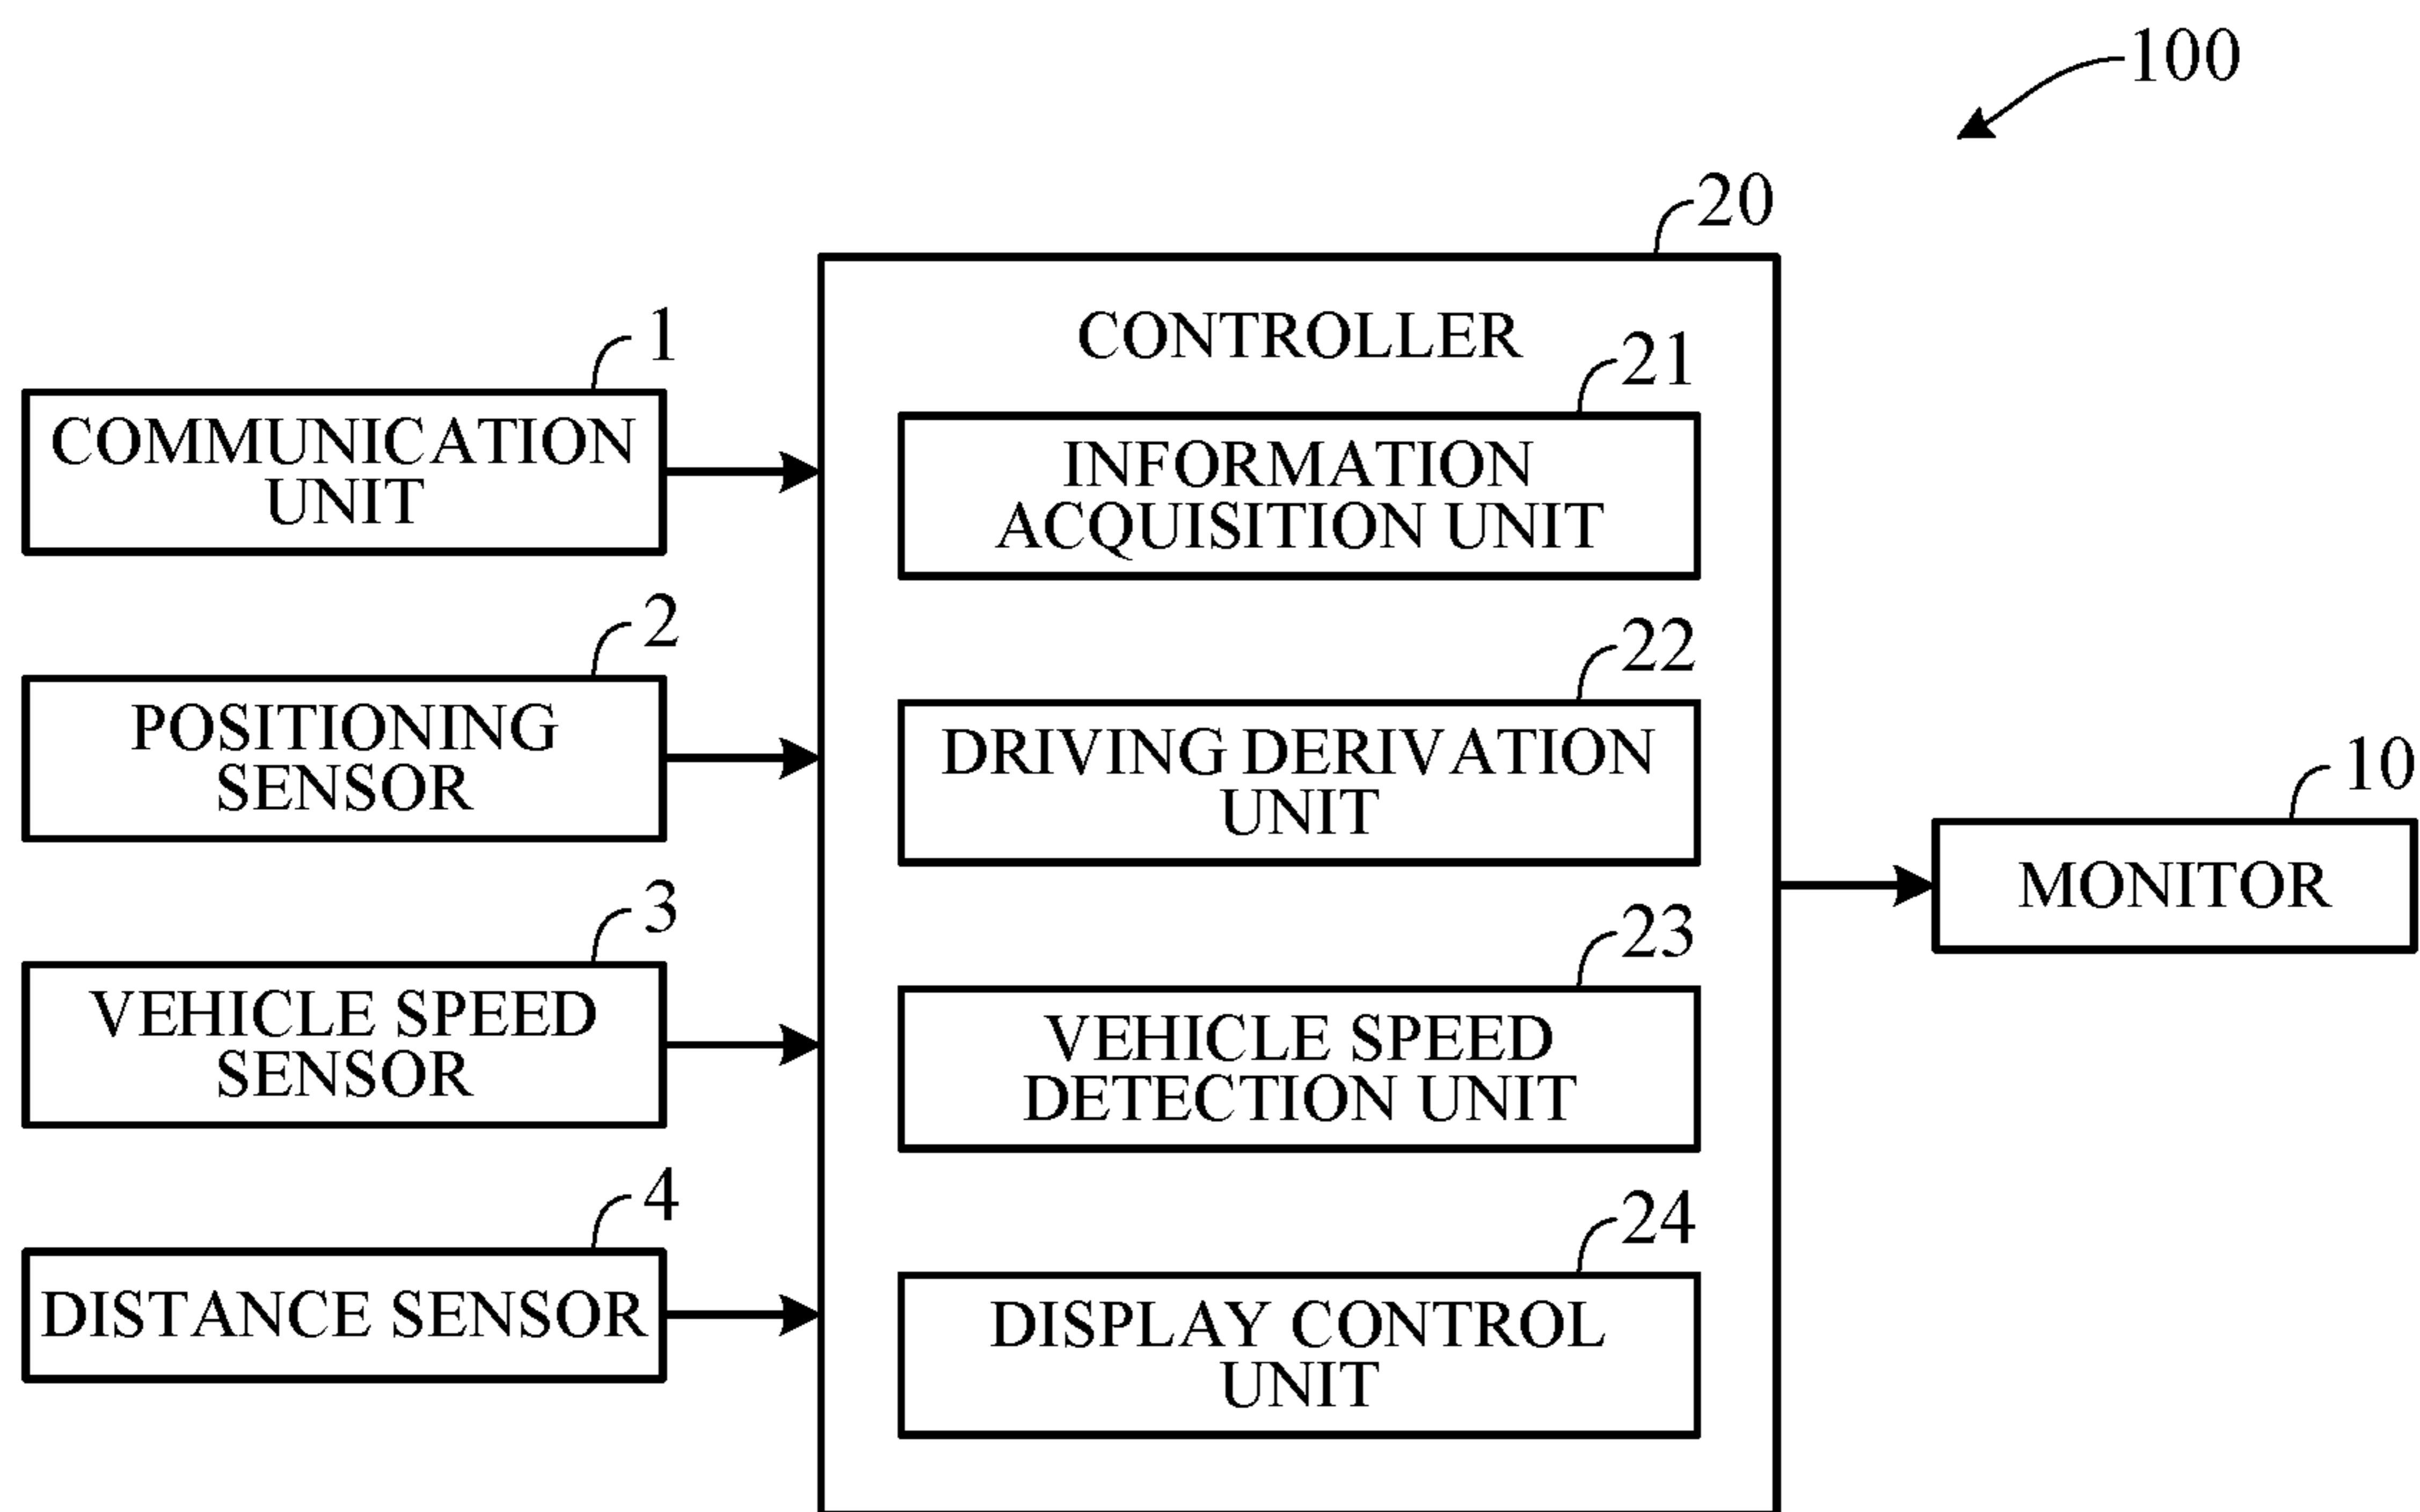 100
20
CONTROLLER
1
COMMUNICATION
UNIT
2
POSITIONING
SENSOR
3
VEHICLE SPEED
SENSOR
4
DISTANCE SENSOR
21
INFORMATION
ACQUISITION UNIT
22
DRIVING DERIVATION
UNIT
23
VEHICLE SPEED
DETECTION UNIT
24
DISPLAY CONTROL
UNIT
10
MONITOR